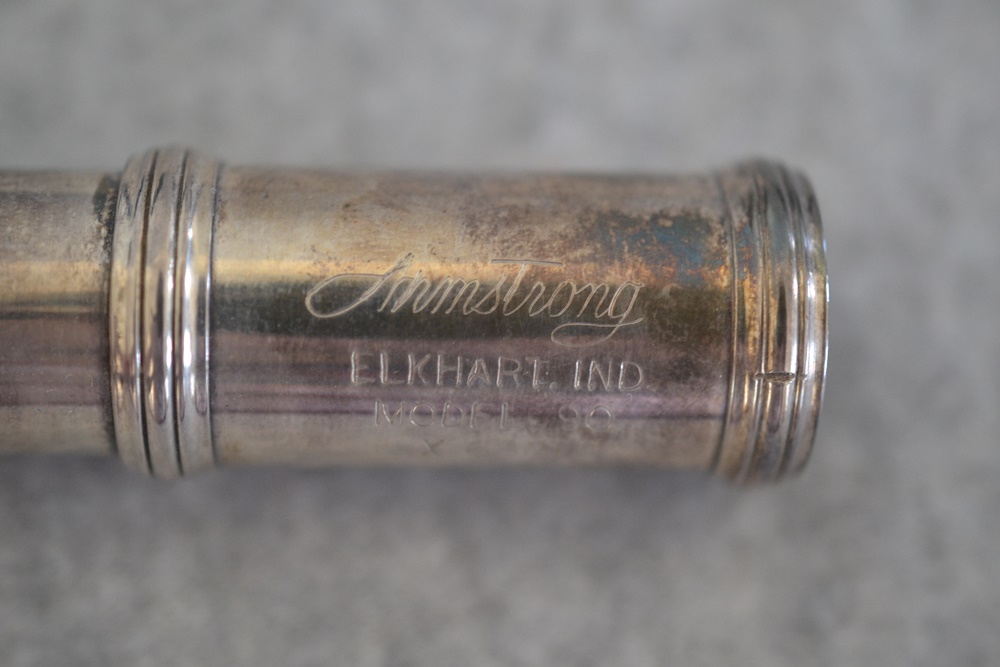 Armstrong
ELKHART. IND
MODEL 90